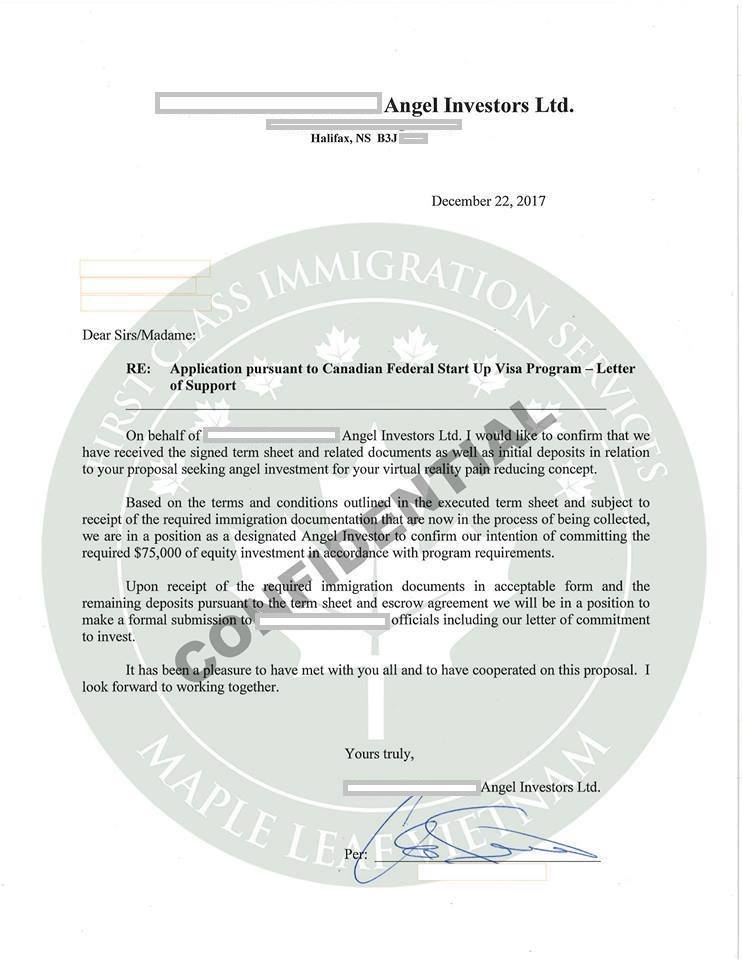 Angel Investors Ltd.
Halifax, NS B3J
December 22, 2017
FIRST CLASS IMMIGRATION SERVICES
Dear Sirs/Madame:
RE: Application pursuant to Canadian Federal Start Up Visa Program – Letter
of Support
On behalf of Angel Investors Ltd. I would like to confirm that we
have received the signed term sheet and related documents as well as initial deposits in relation
to your proposal seeking angel investment for your virtual reality pain reducing concept.
Based on the terms and conditions outlined in the executed term sheet and subject to
receipt of the required immigration documentation that are now in the process of being collected,
we are in a position as a designated Angel Investor to confirm our intention of committing the
required $75,000 of equity investment in accordance with program requirements.
CONFIDENTIAL
Upon receipt of the required immigration documents in acceptable form and the
remaining deposits pursuant to the term sheet and escrow agreement we will be in a position to
make a formal submission to officials including our letter of commitment
to invest.
It has been a pleasure to have met with you all and to have cooperated on this proposal. I
look forward to working together.
Yours truly,
Angel Investors Ltd.
Per:
MAPLE LEAF VIETNAM